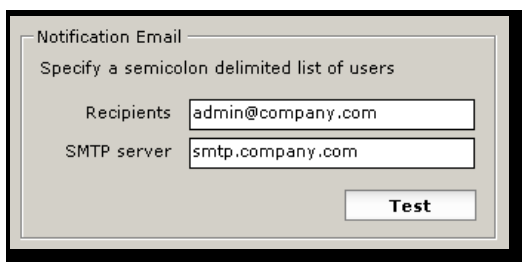 Notification Email
Specify a semicolon delimited list of users
Recipients admin@company.com
SMTP server smtp.company.com
Test